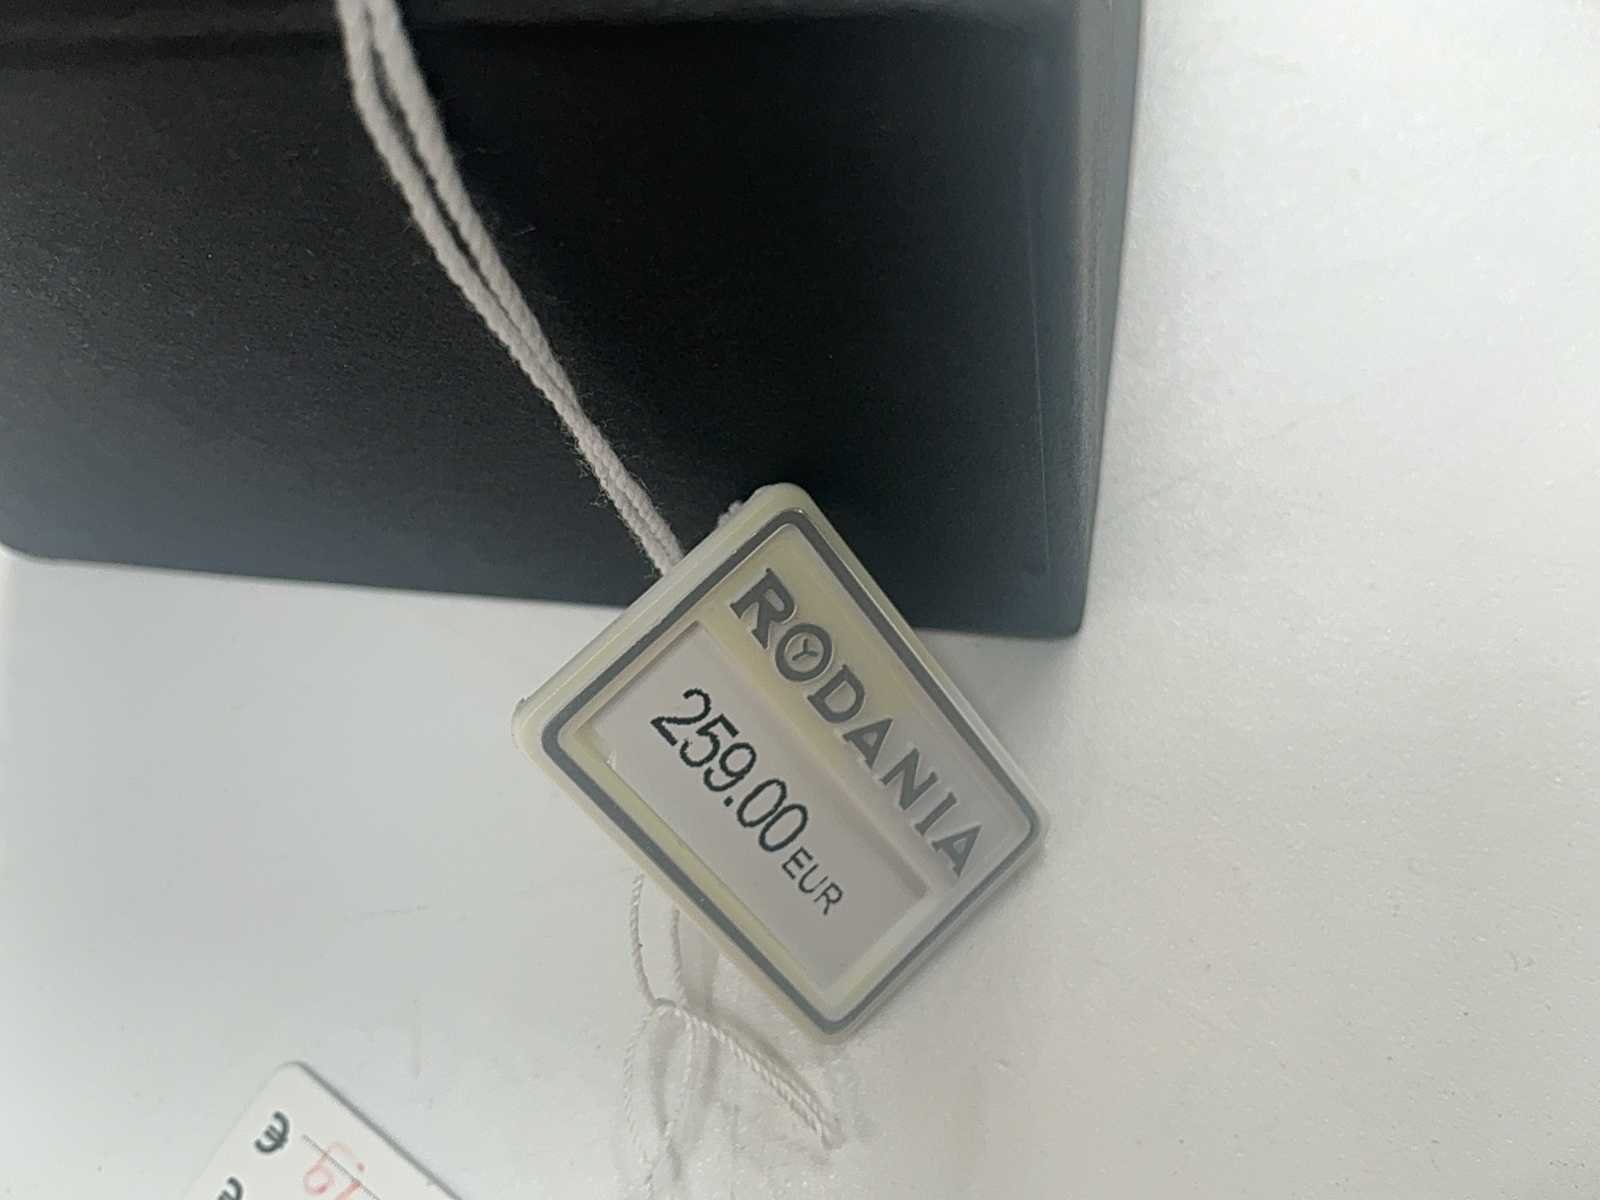 RODANIA
259.00 EUR
€